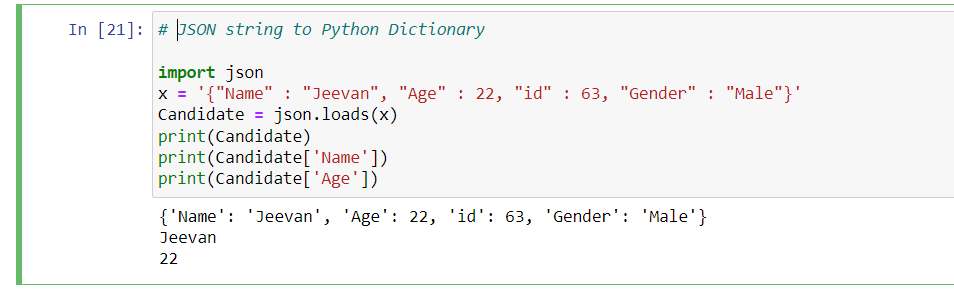 In [21]: # JSON string to Python Dictionary
import json
x = '{"Name" : "Jeevan", "Age" : 22, "id" : 63, "Gender" : "Male"}'
Candidate = json.loads(x)
print(Candidate)
print(Candidate['Name'])
print(Candidate['Age'])
{'Name': 'Jeevan', 'Age': 22, 'id': 63, 'Gender': 'Male'}
Jeevan
22